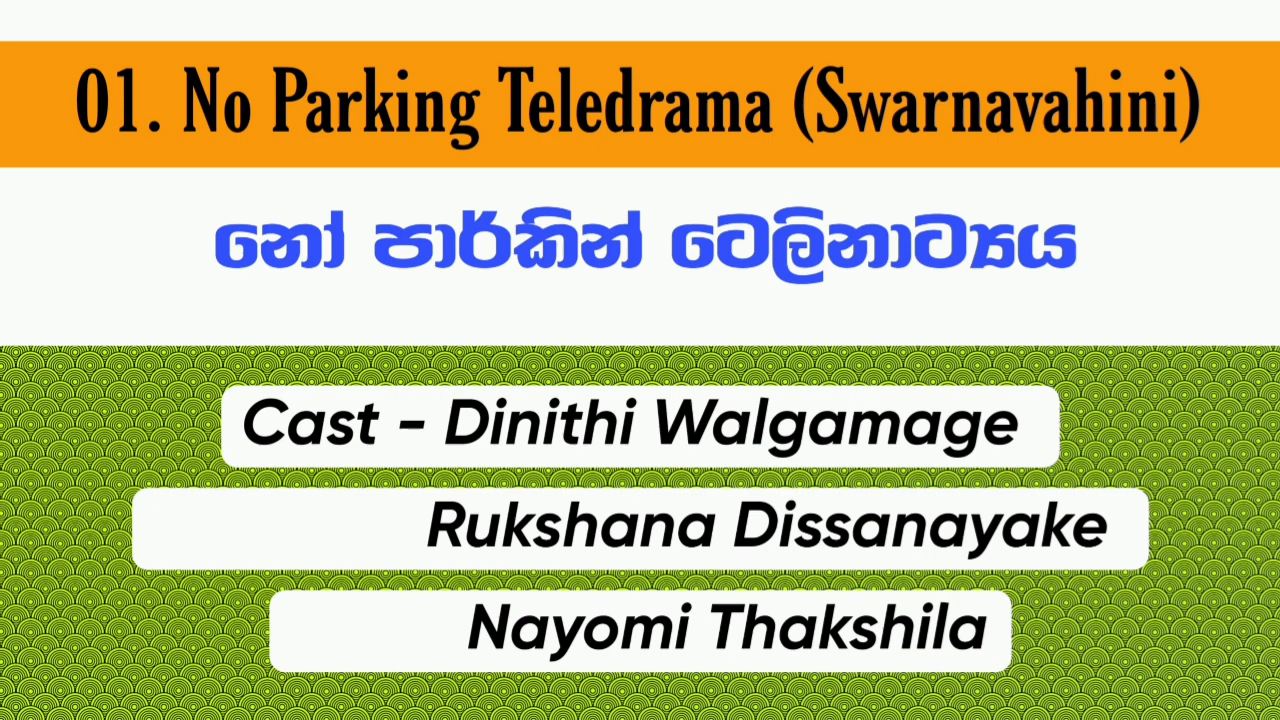 01. No Parking Teledrama (Swarnavahini)
නෝ පාර්කින් ටෙලිනාට්‍යය
Cast - Dinithi Walgamage
Rukshana Dissanayake
Nayomi Thakshila